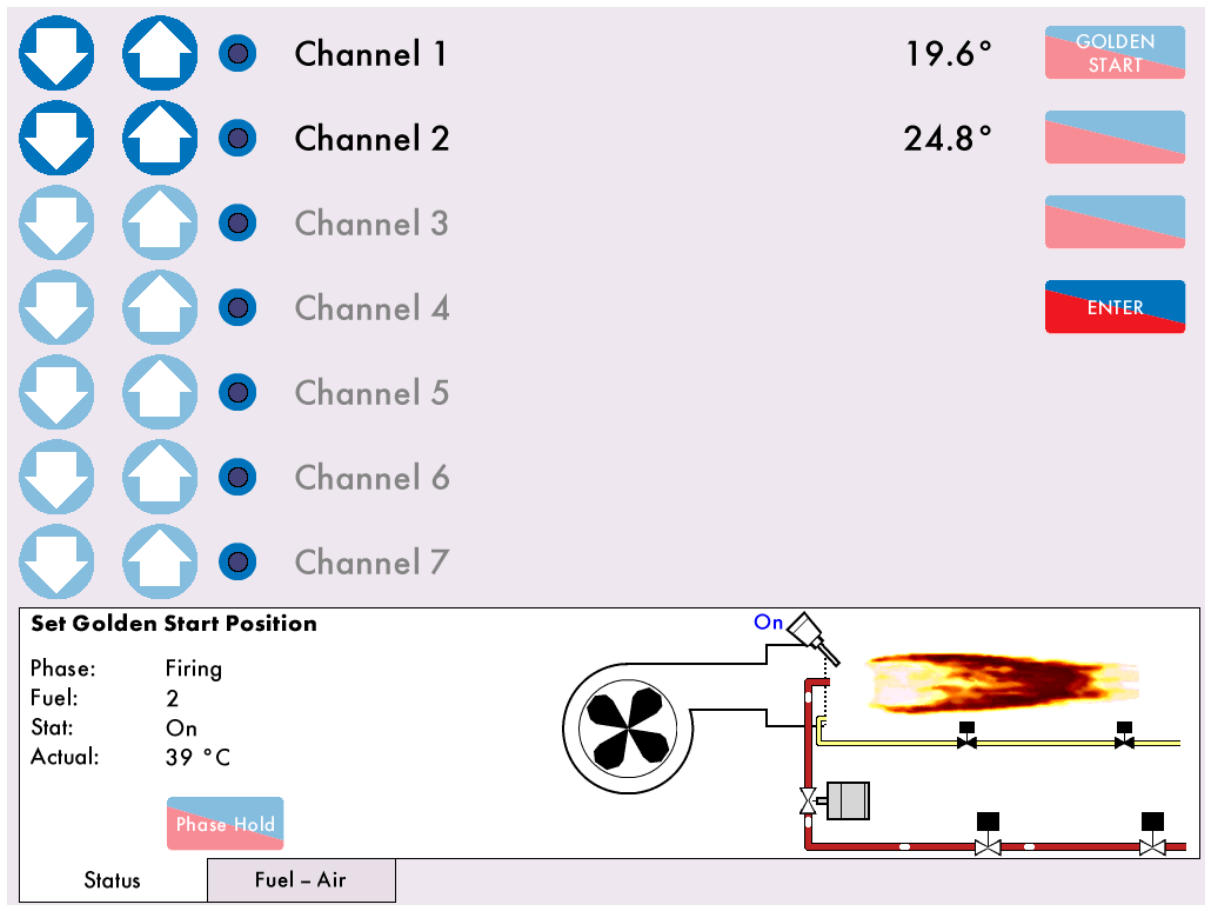 Channel 1 19.6° GOLDEN START
Channel 2 24.8°
Channel 3
Channel 4 ENTER
Channel 5
Channel 6
Channel 7
Set Golden Start Position
Phase: Firing
Fuel: 2
Stat: On
Actual: 39 °C
Phase Hold
On
Status Fuel – Air